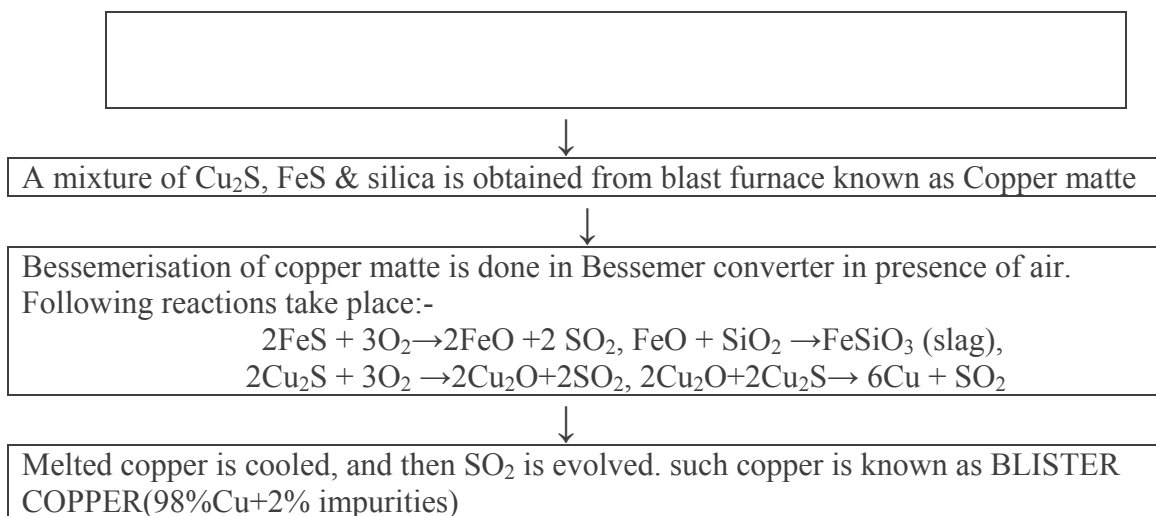 ↓
A mixture of Cu₂S, FeS & silica is obtained from blast furnace known as Copper matte
↓
Bessemerisation of copper matte is done in Bessemer converter in presence of air.
Following reactions take place:-
2FeS + 3O₂→2FeO +2 SO₂, FeO + SiO₂ →FeSiO₃ (slag),
2Cu₂S + 3O₂ →2Cu₂O+2SO₂, 2Cu₂O+2Cu₂S→ 6Cu + SO₂
↓
Melted copper is cooled, and then SO₂ is evolved. such copper is known as BLISTER
COPPER(98%Cu+2% impurities)